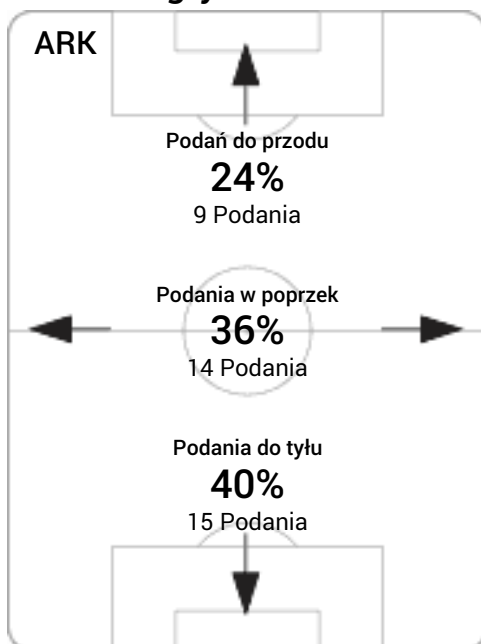 ARK
Podań do przodu
24%
9 Podania
Podania w poprzek
36%
14 Podania
Podania do tyłu
40%
15 Podania